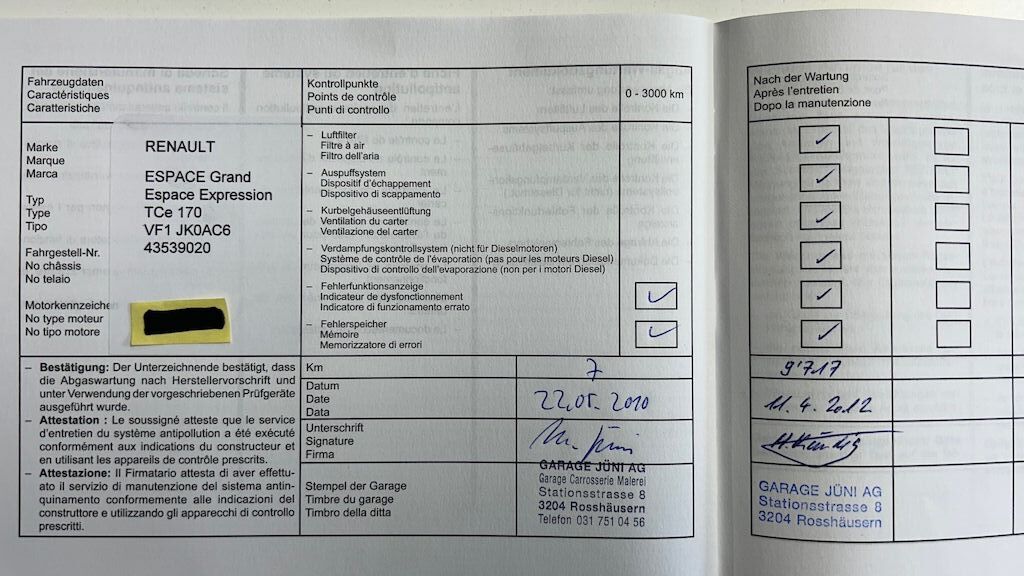 Fahrzeugdaten
Caractéristiques
Caratteristiche
Kontrollpunkte
Points de contrôle
Punti di controllo
0 - 3000 km
Marke
Marque
Marca
RENAULT
Typ
Type
Tipo
ESPACE Grand
Espace Expression
TCe 170
VF1 JK0AC6
43539020
Fahrgestell-Nr.
No châssis
No telaio
Motorkennzeiche
No type moteur
No tipo motore
– Luftfilter
Filtre à air
Filtro dell'aria
– Auspuffsystem
Dispositif d'échappement
Dispositivo di scappamento
– Kurbelgehäuseentlüftung
Ventilation du carter
Ventilazione del carter
– Verdampfungskontrollsystem (nicht für Dieselmotoren)
Système de contrôle de l'évaporation (pas pour les moteurs Diesel)
Dispositivo di controllo dell'evaporazione (non per i motori Diesel)
– Fehlerfunktionsanzeige
Indicateur de dysfonctionnement
Indicatore di funzionamento errato
– Fehlerspeicher
Mémoire
Memorizzatore di errori
– Bestätigung: Der Unterzeichnende bestätigt, dass
die Abgaswartung nach Herstellervorschrift und
unter Verwendung der vorgeschriebenen Prüfgeräte
ausgeführt wurde.
– Attestation : Le soussigné atteste que le service
d'entretien du système antipollution a été exécuté
conformément aux indications du constructeur et
en utilisant les appareils de contrôle prescrits.
– Attestazione: Il Firmatario attesta di aver effettu-
ato il servizio di manutenzione del sistema antin-
quinamento conformemente alle indicazioni del
construttore e utilizzando gli apparecchi di controllo
prescritti.
Km
7
Datum
Date
Data
22.05. 2010
Unterschrift
Signature
Firma
Stempel der Garage
Timbre du garage
Timbro della ditta
GARAGE JÜNI AG
Garage Carrosserie Malerei
Stationsstrasse 8
3204 Rosshäusern
Telefon 031 751 04 56
Nach der Wartung
Après l'entretien
Dopo la manutenzione
9'717
11. 4. 2012
GARAGE JÜNI AG
Stationsstrasse 8
3204 Rosshäusern